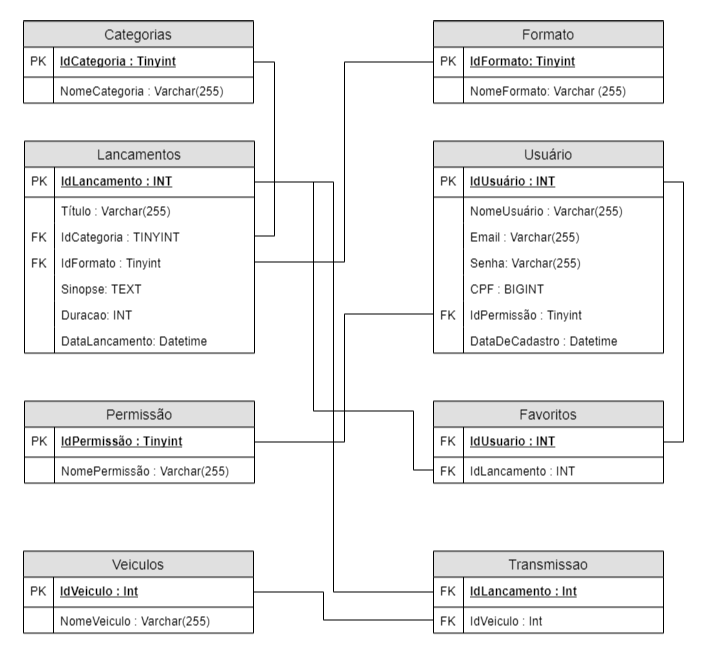 Categorias
PK IdCategoria : Tinyint
NomeCategoria : Varchar(255)
Formato
PK IdFormato: Tinyint
NomeFormato: Varchar (255)
Lancamentos
PK IdLancamento : INT
Título : Varchar(255)
FK IdCategoria : TINYINT
FK IdFormato : Tinyint
Sinopse: TEXT
Duracao: INT
DataLancamento: Datetime
Usuário
PK IdUsuário : INT
NomeUsuário : Varchar(255)
Email : Varchar(255)
Senha: Varchar(255)
CPF : BIGINT
FK IdPermissão : Tinyint
DataDeCadastro : Datetime
Permissão
PK IdPermissão : Tinyint
NomePermissão : Varchar(255)
Favoritos
FK IdUsuario : INT
FK IdLancamento : INT
Veiculos
PK IdVeiculo : Int
NomeVeiculo : Varchar(255)
Transmissao
FK IdLancamento : Int
FK IdVeiculo : Int